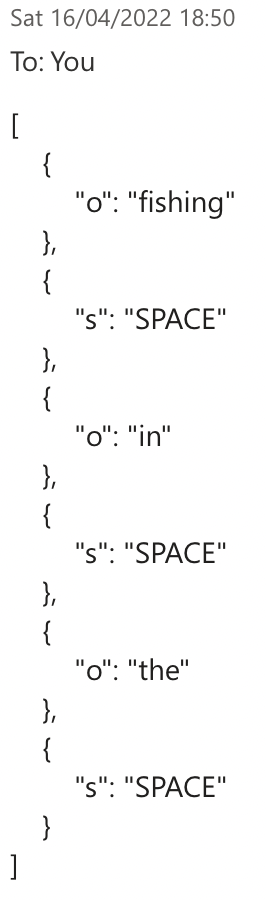 Sat 16/04/2022 18:50
To: You
[
    {
        "o": "fishing"
    },
    {
        "s": "SPACE"
    },
    {
        "o": "in"
    },
    {
        "s": "SPACE"
    },
    {
        "o": "the"
    },
    {
        "s": "SPACE"
    }
]